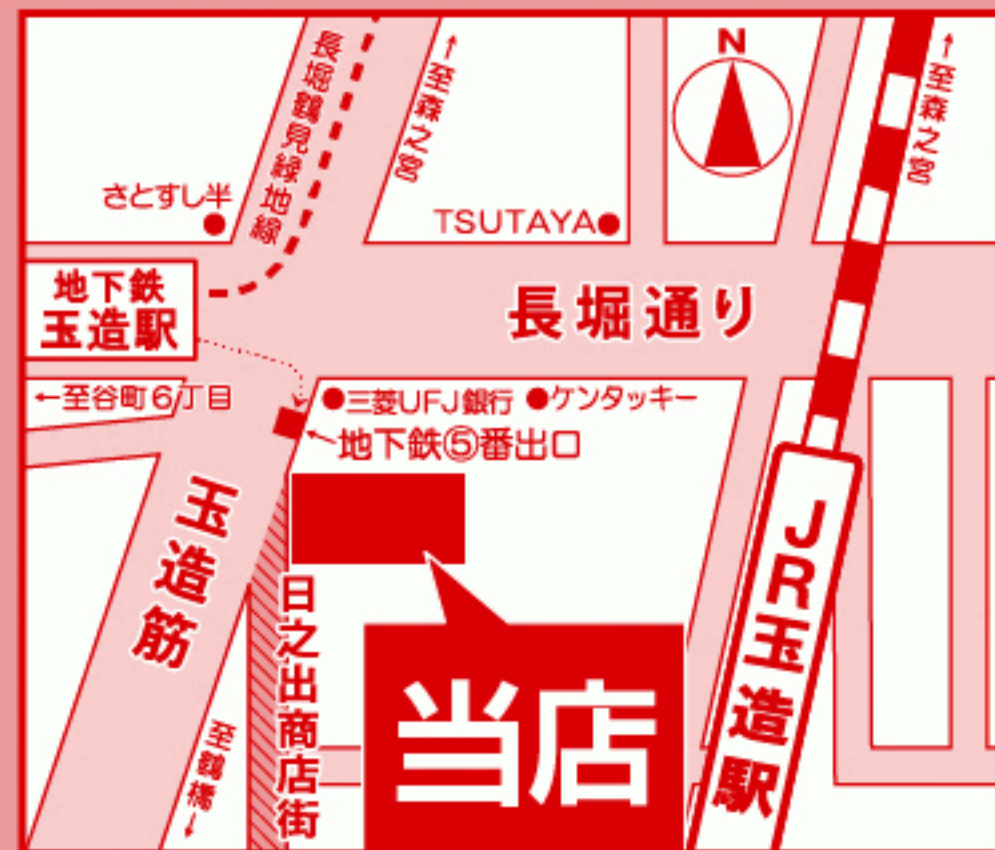 長堀鶴見緑地線
↑至森之宮
N
↑至森之宮
さとすし半
TSUTAYA
地下鉄
玉造駅
長堀通り
←至谷町6丁目
三菱UFJ銀行
ケンタッキー
地下鉄⑤番出口
玉造筋
日之出商店街
JR玉造駅
当店
至鶴橋→